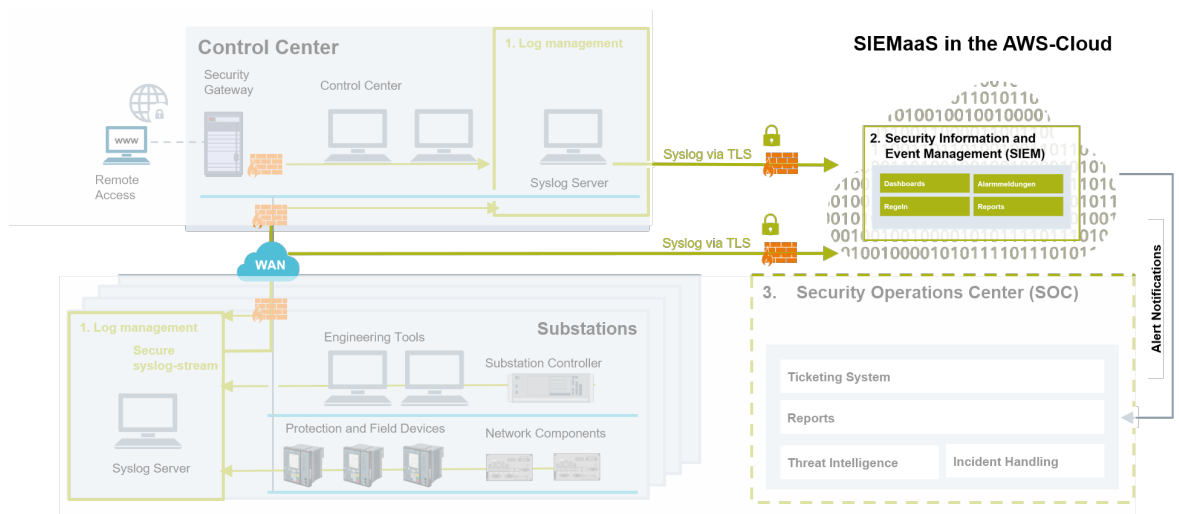 Control Center
1. Log management
SIEMaaS in the AWS-Cloud
Security
Gateway
Control Center
www
Remote
Access
Syslog Server
Syslog via TLS
2. Security Information and
Event Management (SIEM)
Dashboards
Alarmmeldungen
Regeln
Reports
Syslog via TLS
WAN
1. Log management
Secure
syslog-stream
Syslog Server
Substations
Engineering Tools
Substation Controller
Protection and Field Devices
Network Components
3. Security Operations Center (SOC)
Ticketing System
Reports
Threat Intelligence
Incident Handling
Alert Notifications